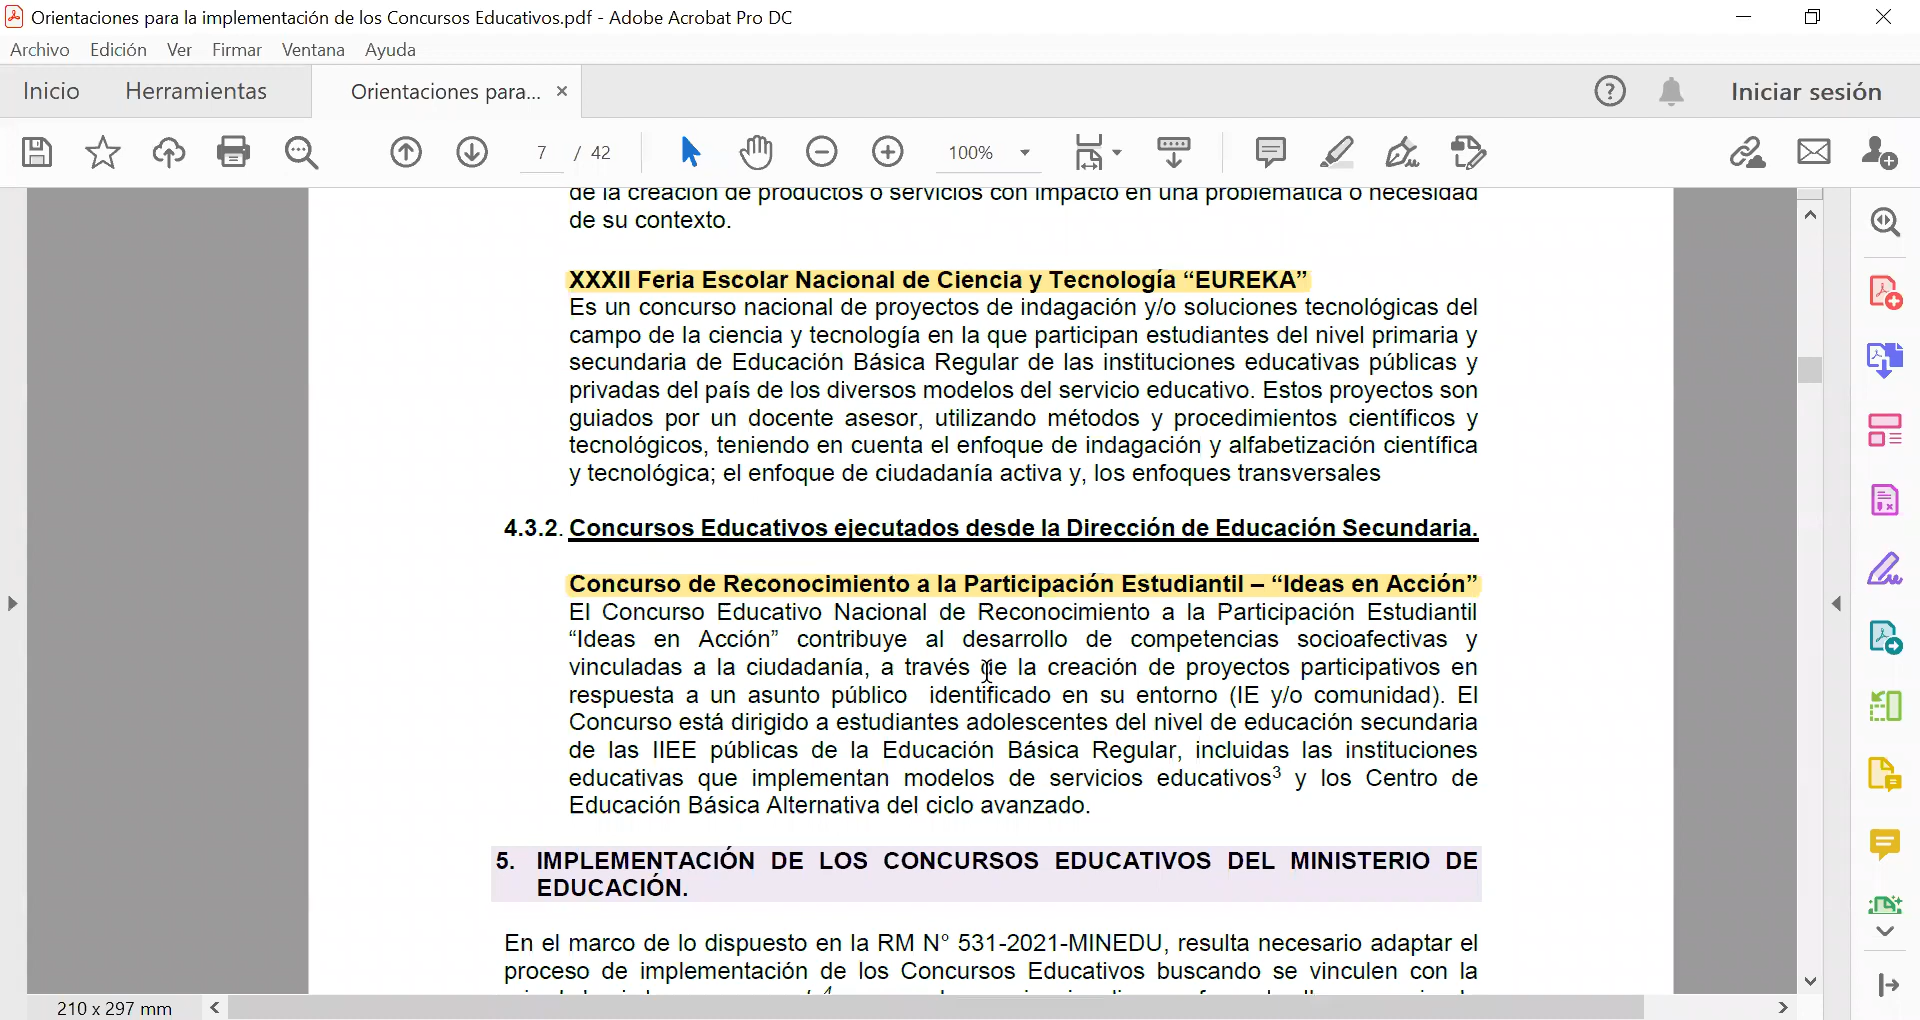 Orientaciones para la implementación de los Concursos Educativos.pdf - Adobe Acrobat Pro DC
Archivo Edición Ver Firmar Ventana Ayuda
Inicio Herramientas Orientaciones para... × Iniciar sesión
7 / 42 100%
de la creación de productos o servicios con impacto en una problemática o necesidad
de su contexto.
XXXII Feria Escolar Nacional de Ciencia y Tecnología “EUREKA”
Es un concurso nacional de proyectos de indagación y/o soluciones tecnológicas del
campo de la ciencia y tecnología en la que participan estudiantes del nivel primaria y
secundaria de Educación Básica Regular de las instituciones educativas públicas y
privadas del país de los diversos modelos del servicio educativo. Estos proyectos son
guiados por un docente asesor, utilizando métodos y procedimientos científicos y
tecnológicos, teniendo en cuenta el enfoque de indagación y alfabetización científica
y tecnológica; el enfoque de ciudadanía activa y, los enfoques transversales
4.3.2. Concursos Educativos ejecutados desde la Dirección de Educación Secundaria.
Concurso de Reconocimiento a la Participación Estudiantil – “Ideas en Acción”
El Concurso Educativo Nacional de Reconocimiento a la Participación Estudiantil
“Ideas en Acción” contribuye al desarrollo de competencias socioafectivas y
vinculadas a la ciudadanía, a través de la creación de proyectos participativos en
respuesta a un asunto público identificado en su entorno (IE y/o comunidad). El
Concurso está dirigido a estudiantes adolescentes del nivel de educación secundaria
de las IIEE públicas de la Educación Básica Regular, incluidas las instituciones
educativas que implementan modelos de servicios educativos³ y los Centro de
Educación Básica Alternativa del ciclo avanzado.
5. IMPLEMENTACIÓN DE LOS CONCURSOS EDUCATIVOS DEL MINISTERIO DE
EDUCACIÓN.
En el marco de lo dispuesto en la RM N° 531-2021-MINEDU, resulta necesario adaptar el
proceso de implementación de los Concursos Educativos buscando se vinculen con la
210 x 297 mm